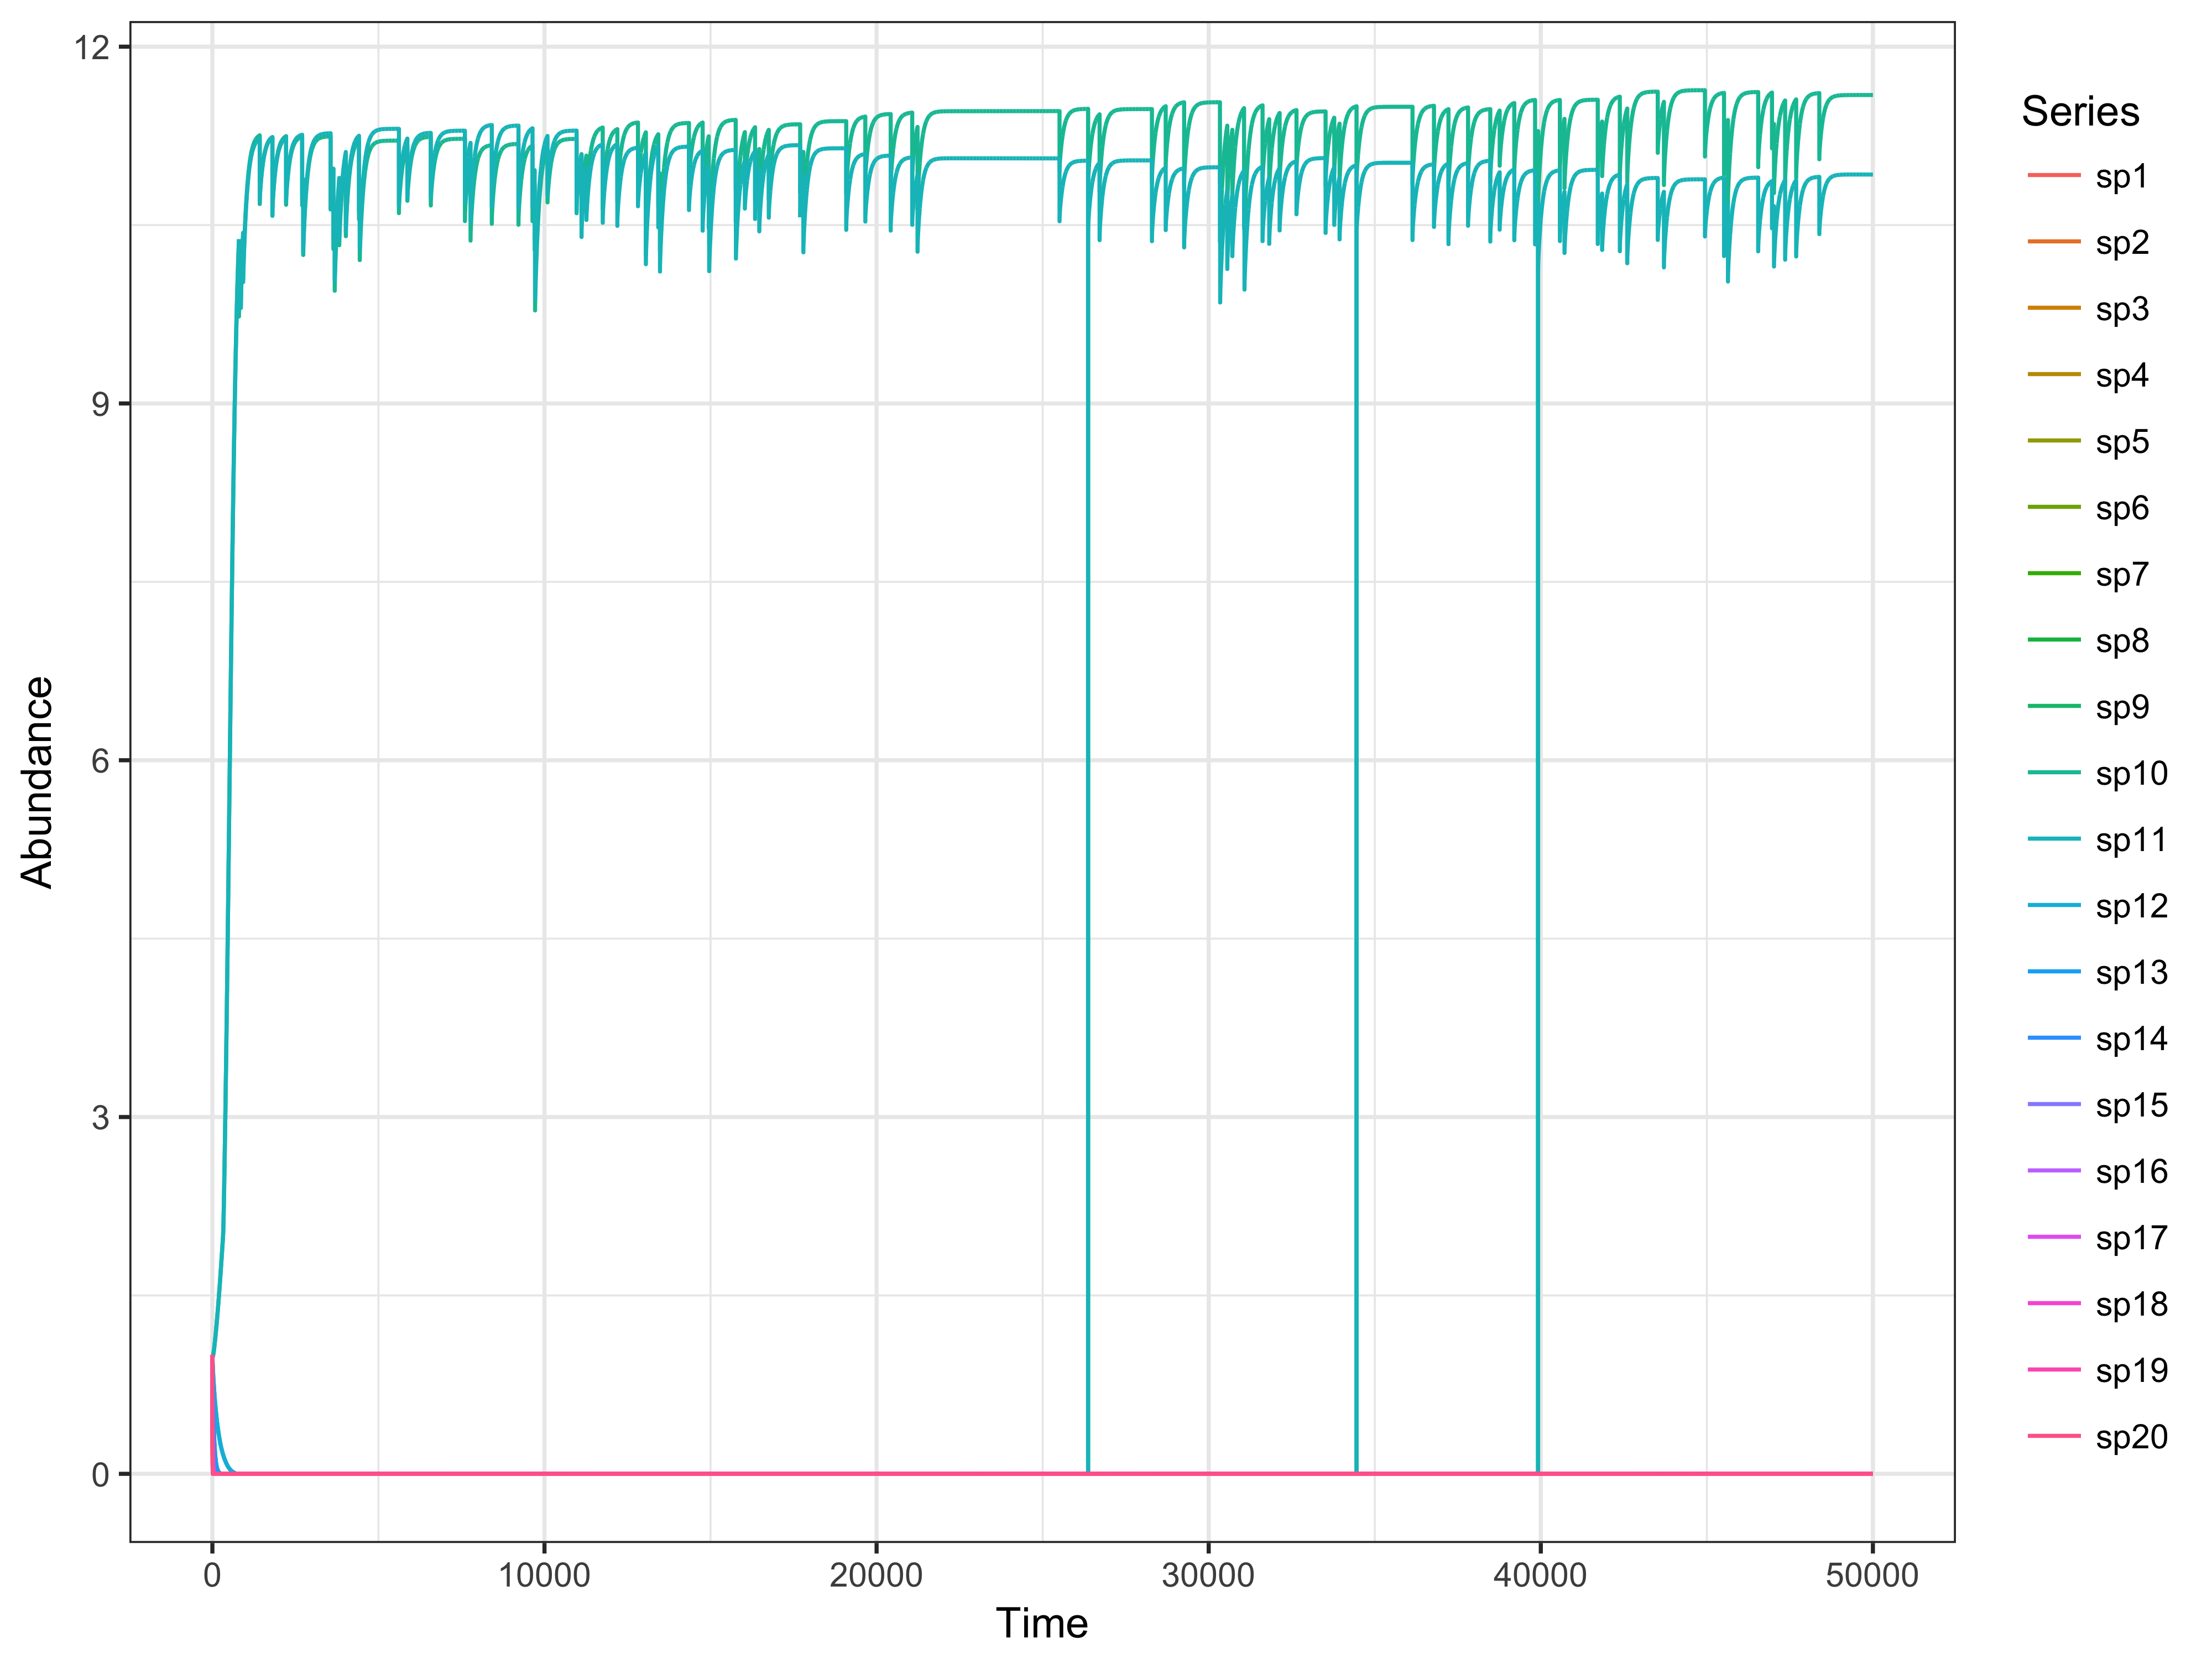 12
9
6
3
0
Abundance
0 10000 20000 30000 40000 50000
Time
Series
sp1
sp2
sp3
sp4
sp5
sp6
sp7
sp8
sp9
sp10
sp11
sp12
sp13
sp14
sp15
sp16
sp17
sp18
sp19
sp20